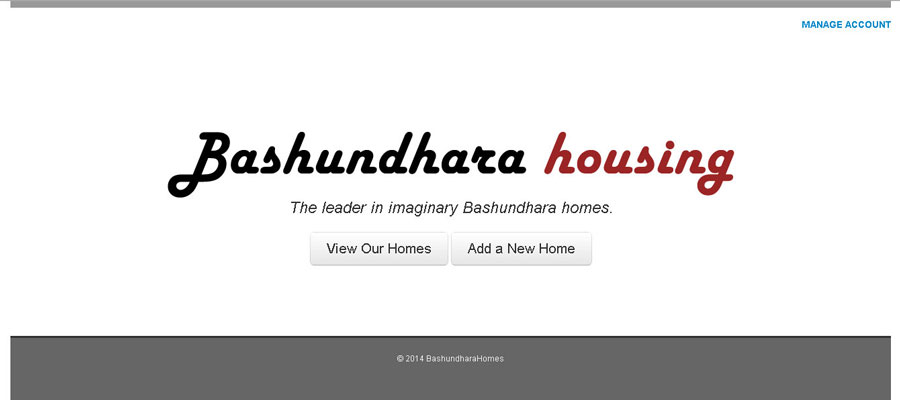 MANAGE ACCOUNT
Bashundhara housing
The leader in imaginary Bashundhara homes.
View Our Homes Add a New Home
© 2014 BashundharaHomes